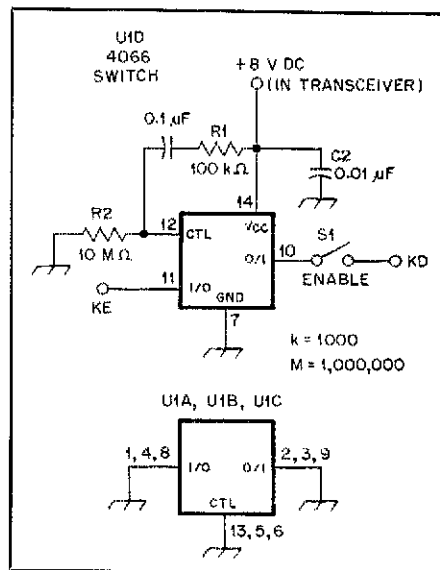 U1D
4066
SWITCH
+8 V DC
(IN TRANSCEIVER)
0.1 µF
R1
100 kΩ
C2
0.01 µF
14
R2
10 MΩ
12
CTL
VCC
10
O/I
S1
ENABLE
KD
11
I/O
KE
GND
7
k = 1000
M = 1,000,000
U1A, U1B, U1C
1,4,8
I/O
O/I
2,3,9
CTL
13,5,6